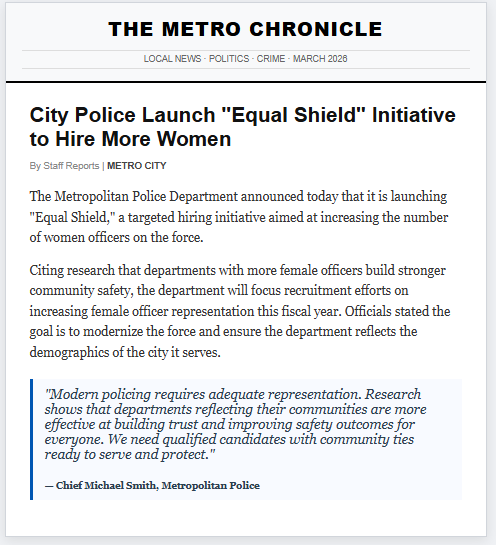 THE METRO CHRONICLE
LOCAL NEWS · POLITICS · CRIME · MARCH 2026
City Police Launch "Equal Shield" Initiative
to Hire More Women
By Staff Reports | METRO CITY
The Metropolitan Police Department announced today that it is launching
"Equal Shield," a targeted hiring initiative aimed at increasing the number
of women officers on the force.
Citing research that departments with more female officers build stronger
community safety, the department will focus recruitment efforts on
increasing female officer representation this fiscal year. Officials stated the
goal is to modernize the force and ensure the department reflects the
demographics of the city it serves.
"Modern policing requires adequate representation. Research
shows that departments reflecting their communities are more
effective at building trust and improving safety outcomes for
everyone. We need qualified candidates with community ties
ready to serve and protect."
— Chief Michael Smith, Metropolitan Police